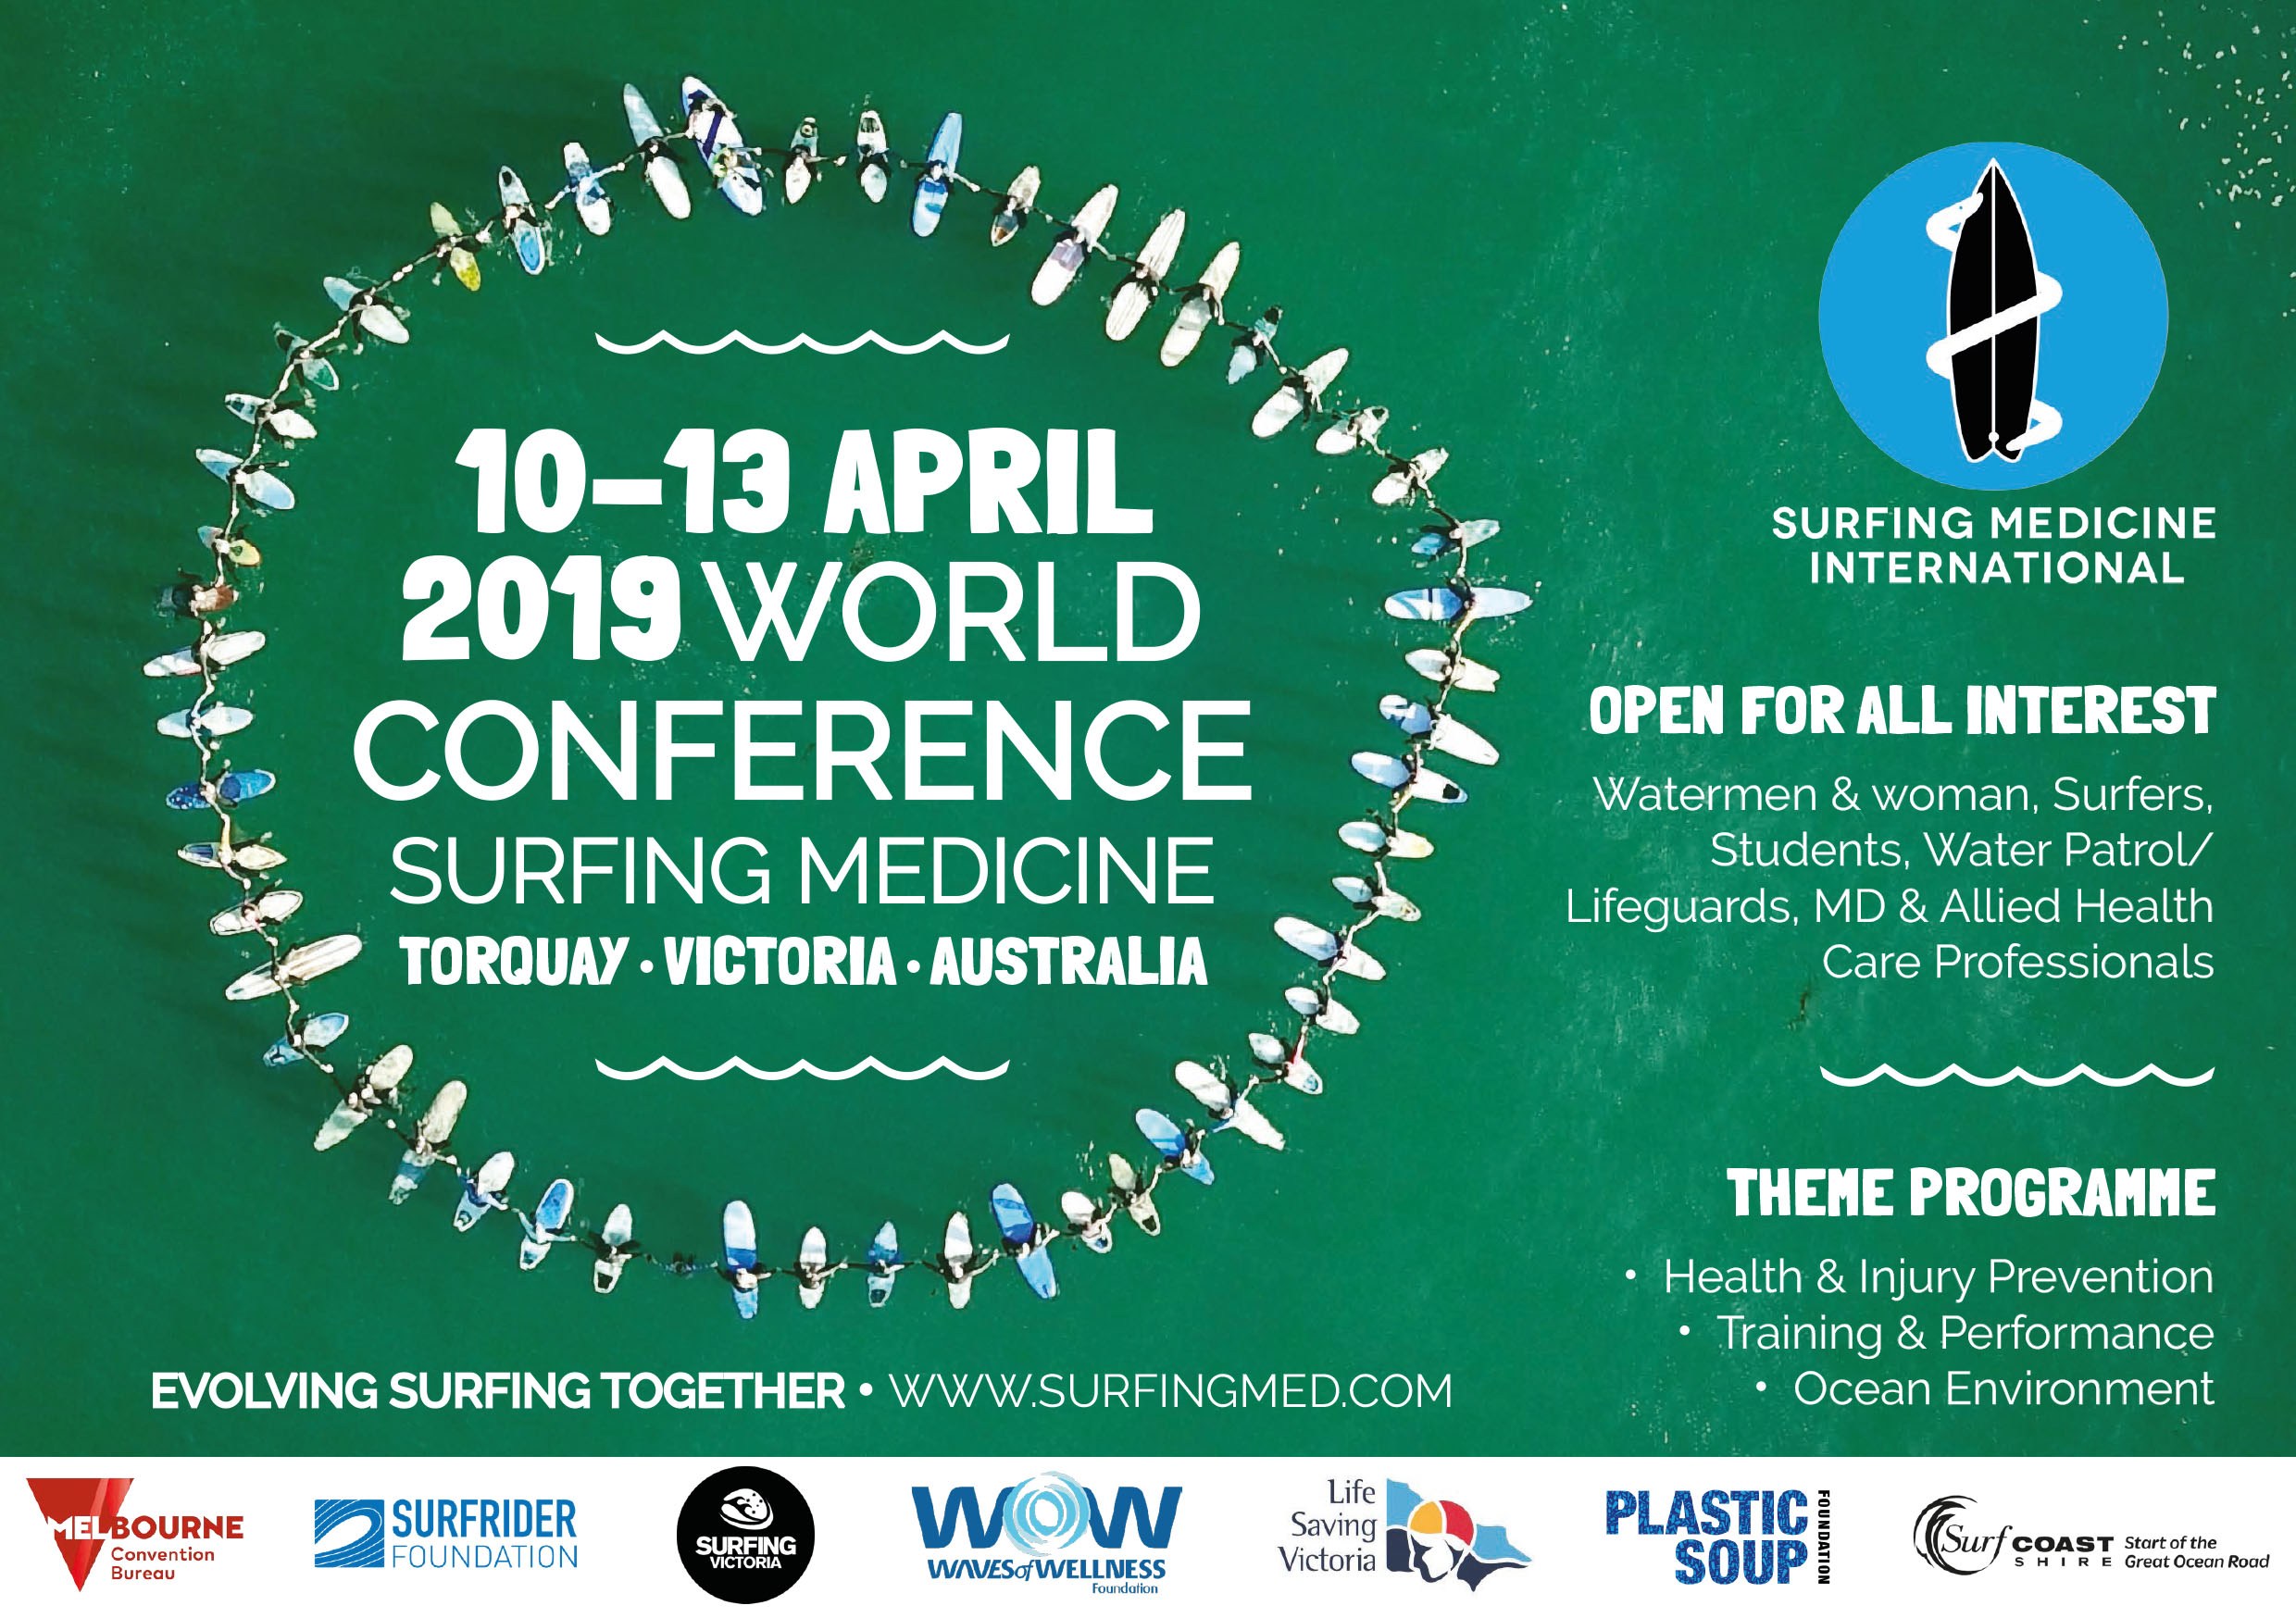 10–13 APRIL
2019 WORLD
CONFERENCE
SURFING MEDICINE
TORQUAY • VICTORIA • AUSTRALIA
EVOLVING SURFING TOGETHER • WWW.SURFINGMED.COM
SURFING MEDICINE
INTERNATIONAL
OPEN FOR ALL INTEREST
Watermen & woman, Surfers,
Students, Water Patrol/
Lifeguards, MD & Allied Health
Care Professionals
THEME PROGRAMME
• Health & Injury Prevention
• Training & Performance
• Ocean Environment
MELBOURNE
Convention
Bureau
SURFRIDER
FOUNDATION
SURFING
VICTORIA
WOW
WAVES of WELLNESS
Foundation
Life
Saving
Victoria
PLASTIC
SOUP
FOUNDATION
Surf COAST
SHIRE
Start of the
Great Ocean Road